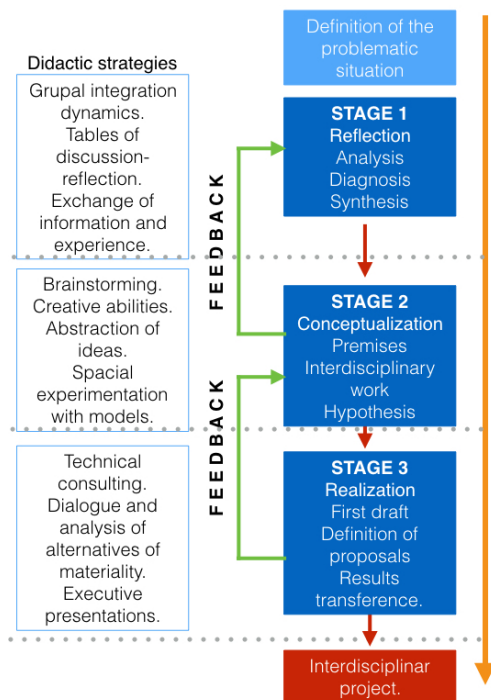 Definition of the
problematic
situation
Didactic strategies
Grupal integration
dynamics.
Tables of
discussion-
reflection.
Exchange of
information and
experience.
STAGE 1
Reflection
Analysis
Diagnosis
Synthesis
FEEDBACK
Brainstorming.
Creative abilities.
Abstraction of
ideas.
Spacial
experimentation
with models.
STAGE 2
Conceptualization
Premises
Interdisciplinary
work
Hypothesis
FEEDBACK
Technical
consulting.
Dialogue and
analysis of
alternatives of
materiality.
Executive
presentations.
STAGE 3
Realization
First draft
Definition of
proposals
Results
transference.
Interdisciplinar
project.